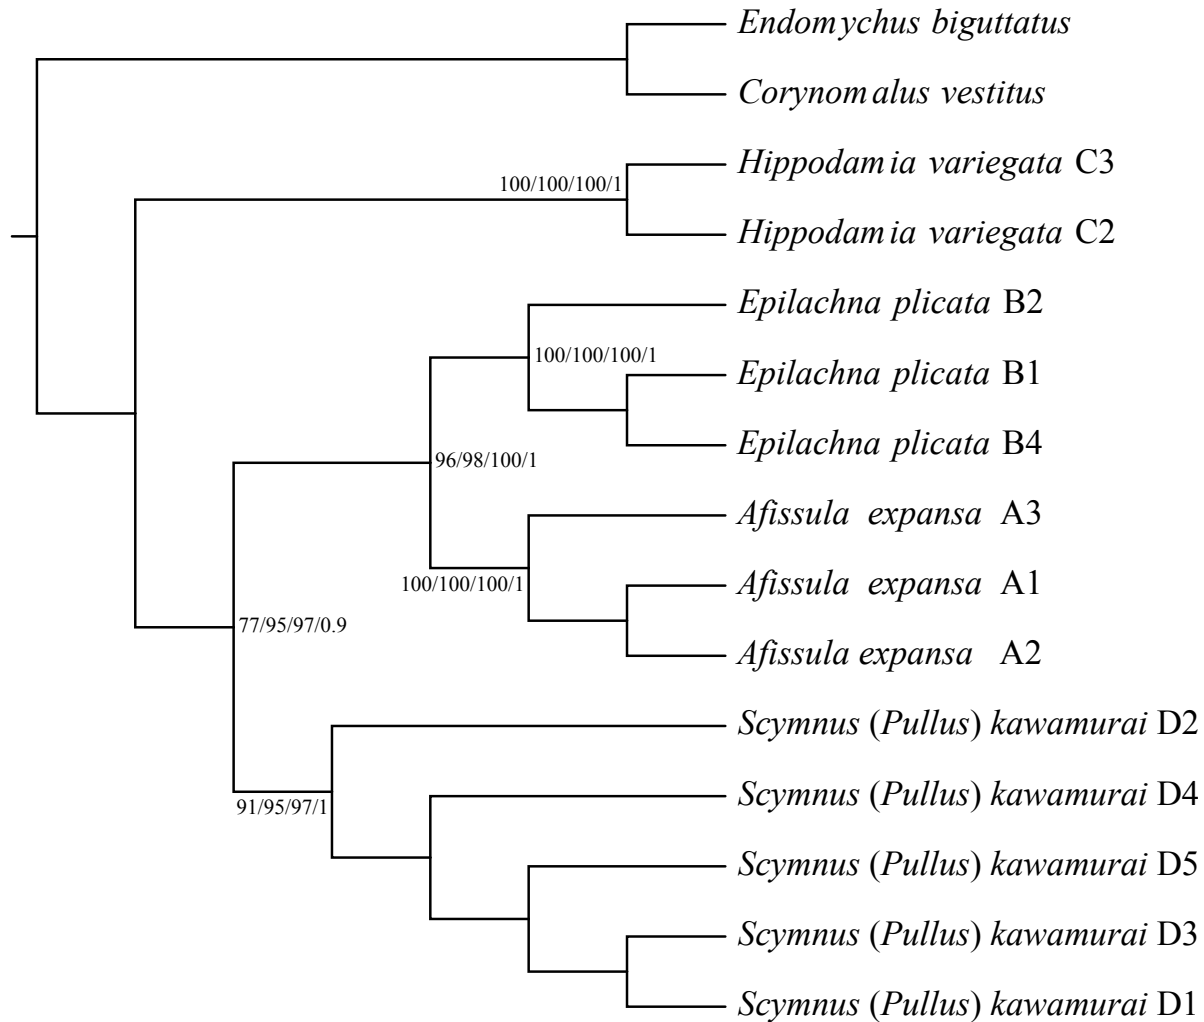 Endomychus biguttatus
Corynomalus vestitus
Hippodamia variegata C3
100/100/100/1
Hippodamia variegata C2
Epilachna plicata B2
100/100/100/1
Epilachna plicata B1
Epilachna plicata B4
96/98/100/1
Afissula expansa A3
100/100/100/1
Afissula expansa A1
77/95/97/0.9
Afissula expansa A2
Scymnus (Pullus) kawamurai D2
91/95/97/1
Scymnus (Pullus) kawamurai D4
Scymnus (Pullus) kawamurai D5
Scymnus (Pullus) kawamurai D3
Scymnus (Pullus) kawamurai D1